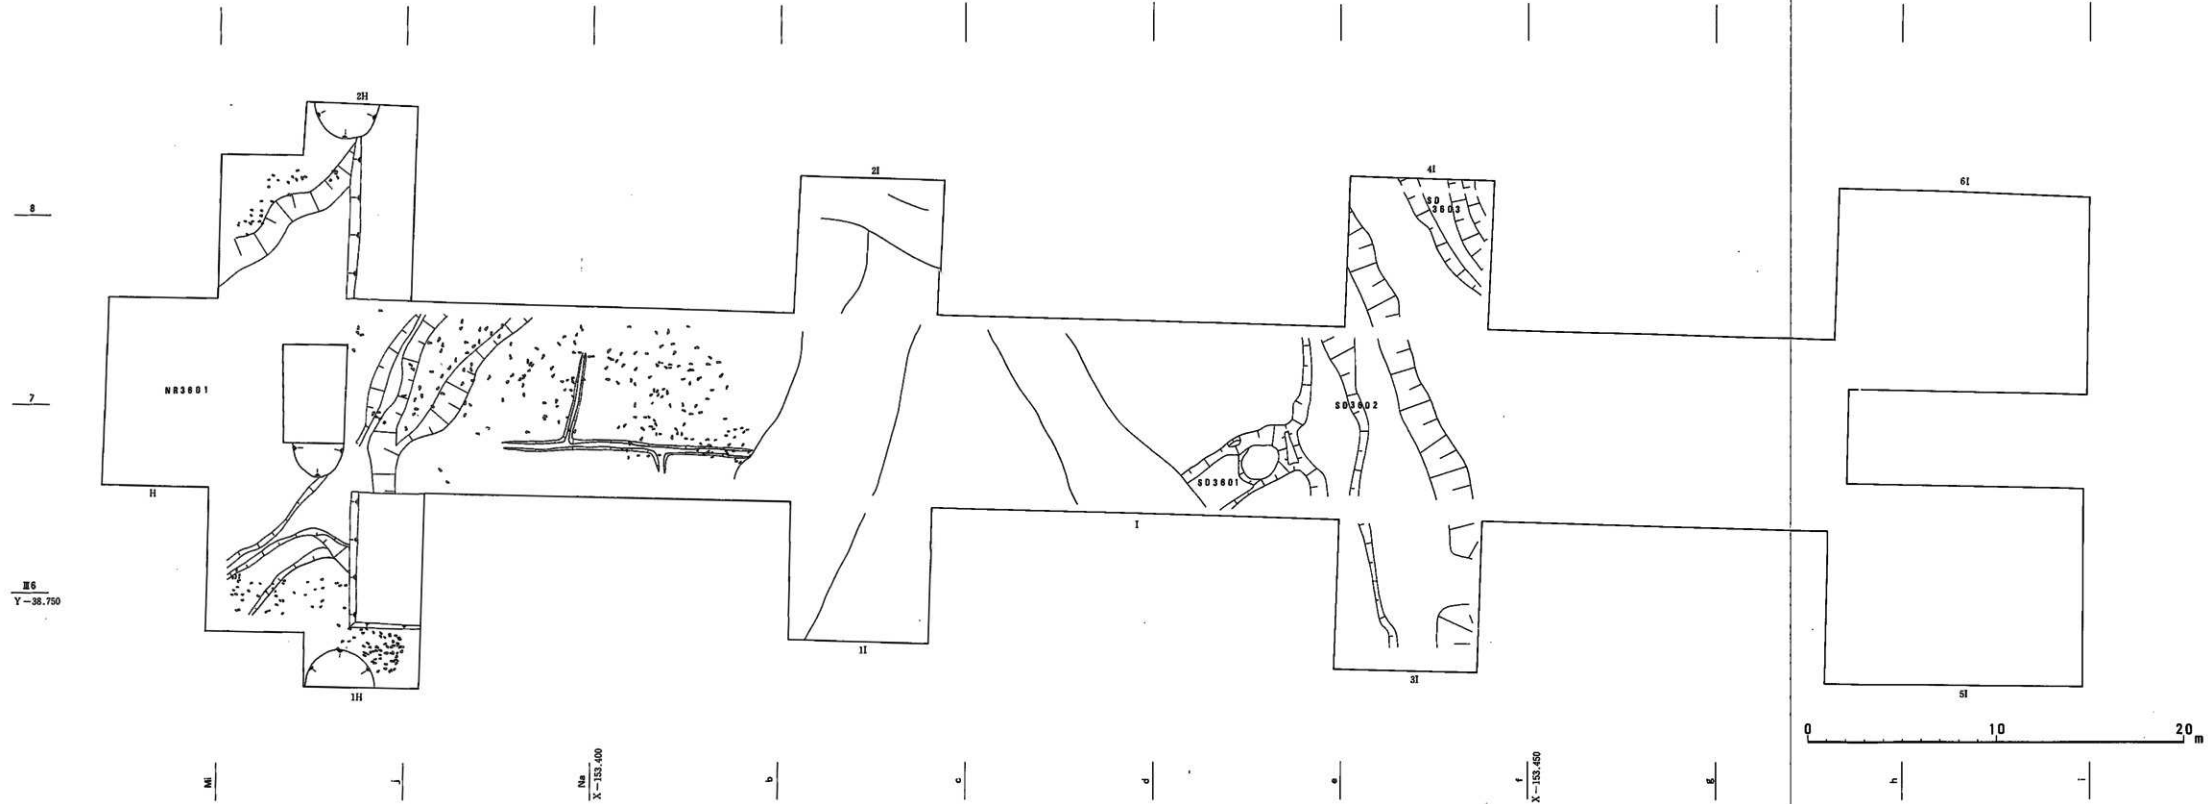 2H
2I
4I
6I
8
SD
3603
NR3601
7
SD3602
SD3601
H
I
Ⅲ6
Y-38.750
1I
3I
5I
1H
0 10 20 m
Mi
j
Na
X-153.400
b
c
d
e
f
X-153.450
g
h
i